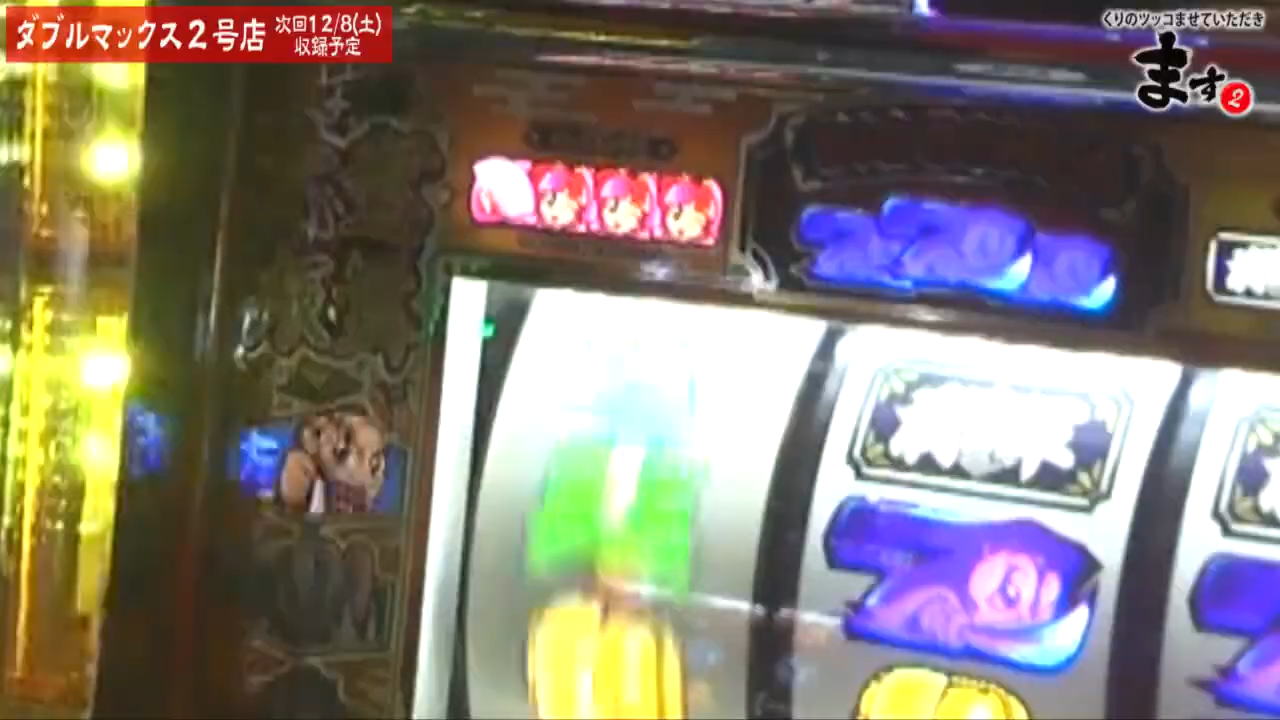 ダブルマックス2号店
次回12/8(土)
収録予定
くりのツッコませていただき
ます2